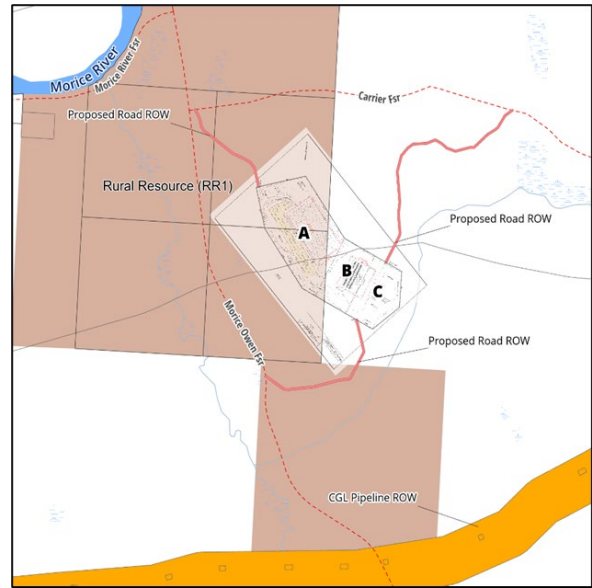 Morice River
Morice River Fsr
Carrier Fsr
Proposed Road ROW
Rural Resource (RR1)
Proposed Road ROW
A
B
C
Morice Owen Fsr
Proposed Road ROW
CGL Pipeline ROW